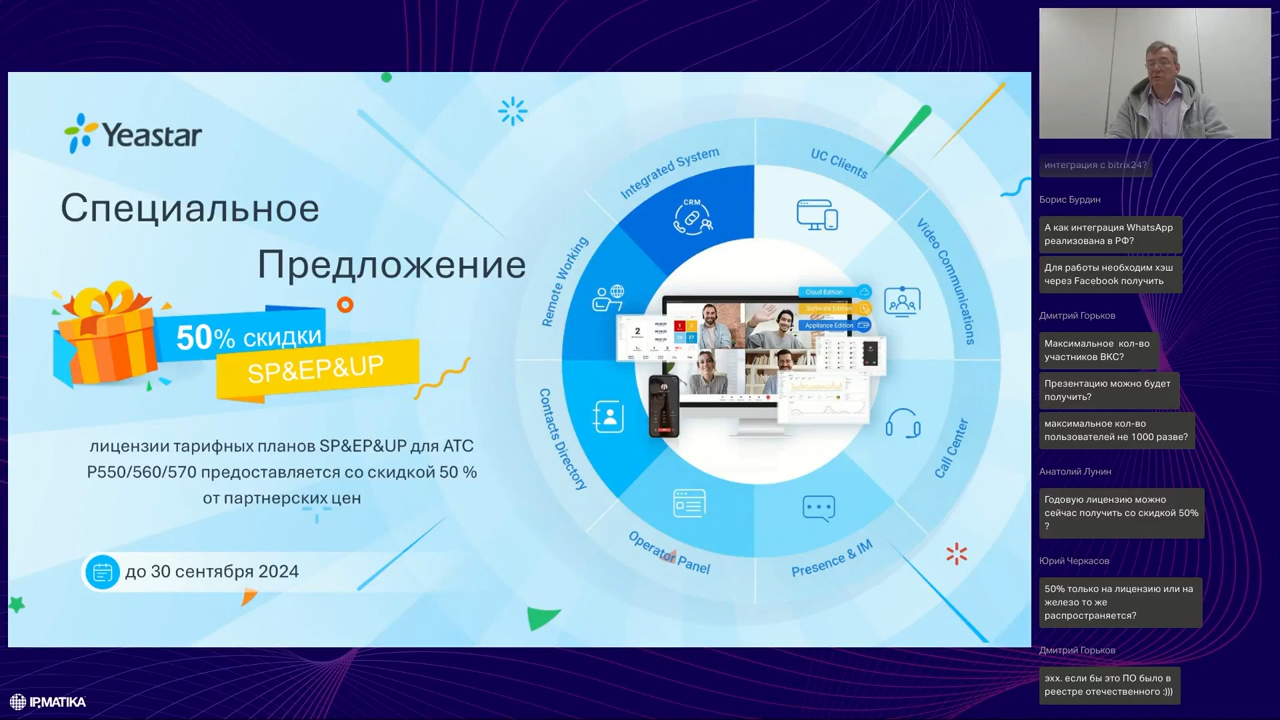 Yeastar
Специальное
Предложение
50% скидки
SP&EP&UP
лицензии тарифных планов SP&EP&UP для АТС
P550/560/570 предоставляется со скидкой 50 %
от партнерских цен
до 30 сентября 2024
Integrated System
UC Clients
Video Communications
Call Center
Presence & IM
Operator Panel
Contacts Directory
Remote Working
CRM
Cloud Edition
Software Edition
Appliance Edition
IPMATIKA
интеграция с bitrix24?
Борис Бурдин
А как интеграция WhatsApp
реализована в РФ?
Для работы необходим хэш
через Facebook получить
Дмитрий Горьков
Максимальное кол-во
участников ВКС?
Презентацию можно будет
получить?
максимальное кол-во
пользователей не 1000 разве?
Анатолий Лунин
Годовую лицензию можно
сейчас получить со скидкой 50%
?
Юрий Черкасов
50% только на лицензию или на
железо то же
распространяется?
Дмитрий Горьков
эхх. если бы это ПО было в
реестре отечественного :)))